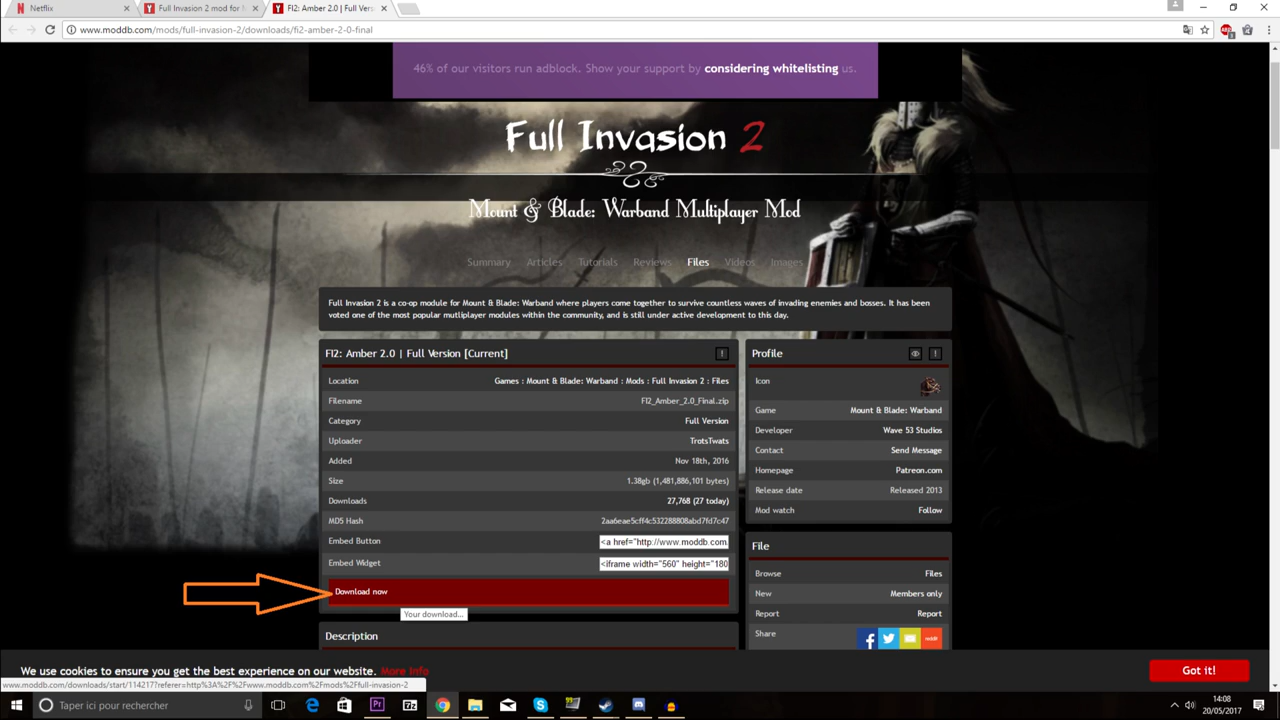 Netflix
Full Invasion 2 mod for M
FI2: Amber 2.0 | Full Vers
www.moddb.com/mods/full-invasion-2/downloads/fi2-amber-2-0-final
46% of our visitors run adblock. Show your support by considering whitelisting us.
Full Invasion 2
Mount & Blade: Warband Multiplayer Mod
Summary Articles Tutorials Reviews Files Videos Images
Full Invasion 2 is a co-op module for Mount & Blade: Warband where players come together to survive countless waves of invading enemies and bosses. It has been
voted one of the most popular mutliplayer modules within the community, and is still under active development to this day.
FI2: Amber 2.0 | Full Version [Current]
Location Games : Mount & Blade: Warband : Mods : Full Invasion 2 : Files
Filename FI2_Amber_2.0_Final.zip
Category Full Version
Uploader TrotsTwats
Added Nov 18th, 2016
Size 1.38gb (1,481,886,101 bytes)
Downloads 27,768 (27 today)
MD5 Hash 2aa6eae5cff4c532288808abd7fd7c47
Embed Button <a href="http://www.moddb.com.
Embed Widget <iframe width="560" height="180
Download now
Your download...
Description
Profile
Icon
Game Mount & Blade: Warband
Developer Wave 53 Studios
Contact Send Message
Homepage Patreon.com
Release date Released 2013
Mod watch Follow
File
Browse Files
New Members only
Report Report
Share
We use cookies to ensure you get the best experience on our website. More info.
Got it!
www.moddb.com/downloads/start/114217?referer=http%3A%2F%2Fwww.moddb.com%2Fmods%2Ffull-invasion-2
Taper ici pour rechercher
Pr
7z
14:08
20/05/2017